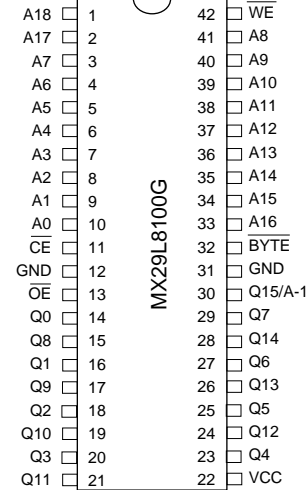 A18 1 42 WE
A17 2 41 A8
A7 3 40 A9
A6 4 39 A10
A5 5 38 A11
A4 6 37 A12
A3 7 36 A13
A2 8 35 A14
A1 9 34 A15
A0 10 33 A16
CE 11 32 BYTE
GND 12 31 GND
OE 13 30 Q15/A-1
Q0 14 29 Q7
Q8 15 28 Q14
Q1 16 27 Q6
Q9 17 26 Q13
Q2 18 25 Q5
Q10 19 24 Q12
Q3 20 23 Q4
Q11 21 22 VCC
MX29L8100G